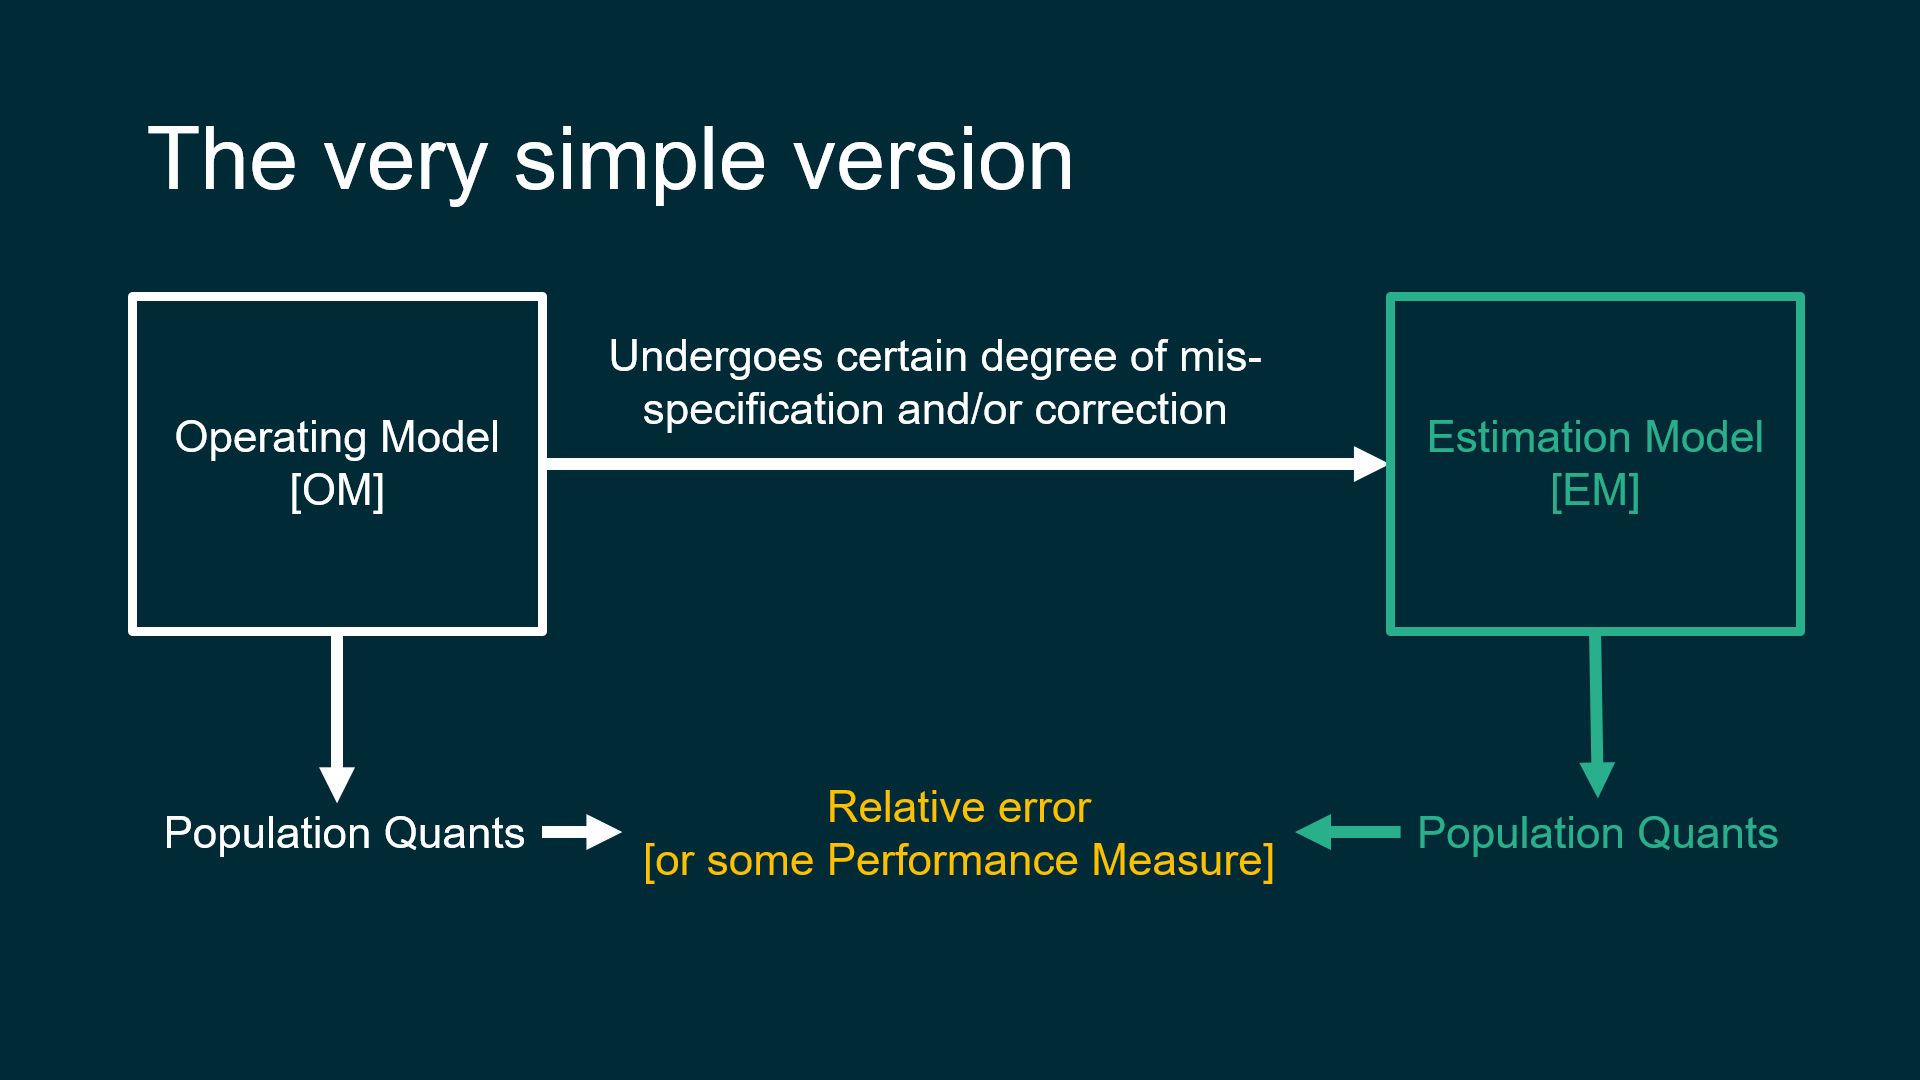 The very simple version
Undergoes certain degree of mis-
specification and/or correction
Operating Model
[OM]
Estimation Model
[EM]
Population Quants
Relative error
[or some Performance Measure]
Population Quants